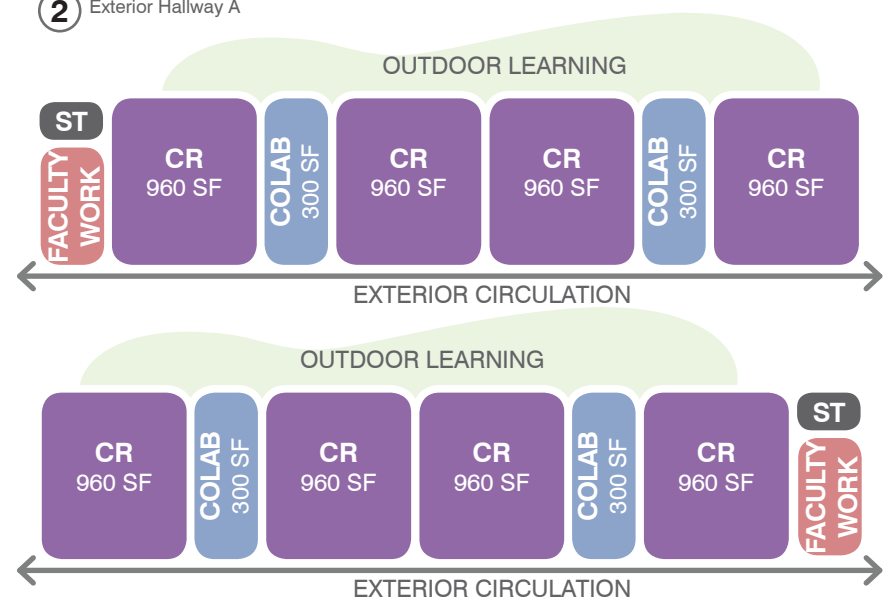 2 Exterior Hallway A
OUTDOOR LEARNING
ST
FACULTY
WORK
CR
960 SF
COLAB
300 SF
CR
960 SF
CR
960 SF
COLAB
300 SF
CR
960 SF
EXTERIOR CIRCULATION
OUTDOOR LEARNING
CR
960 SF
COLAB
300 SF
CR
960 SF
CR
960 SF
COLAB
300 SF
CR
960 SF
ST
FACULTY
WORK
EXTERIOR CIRCULATION